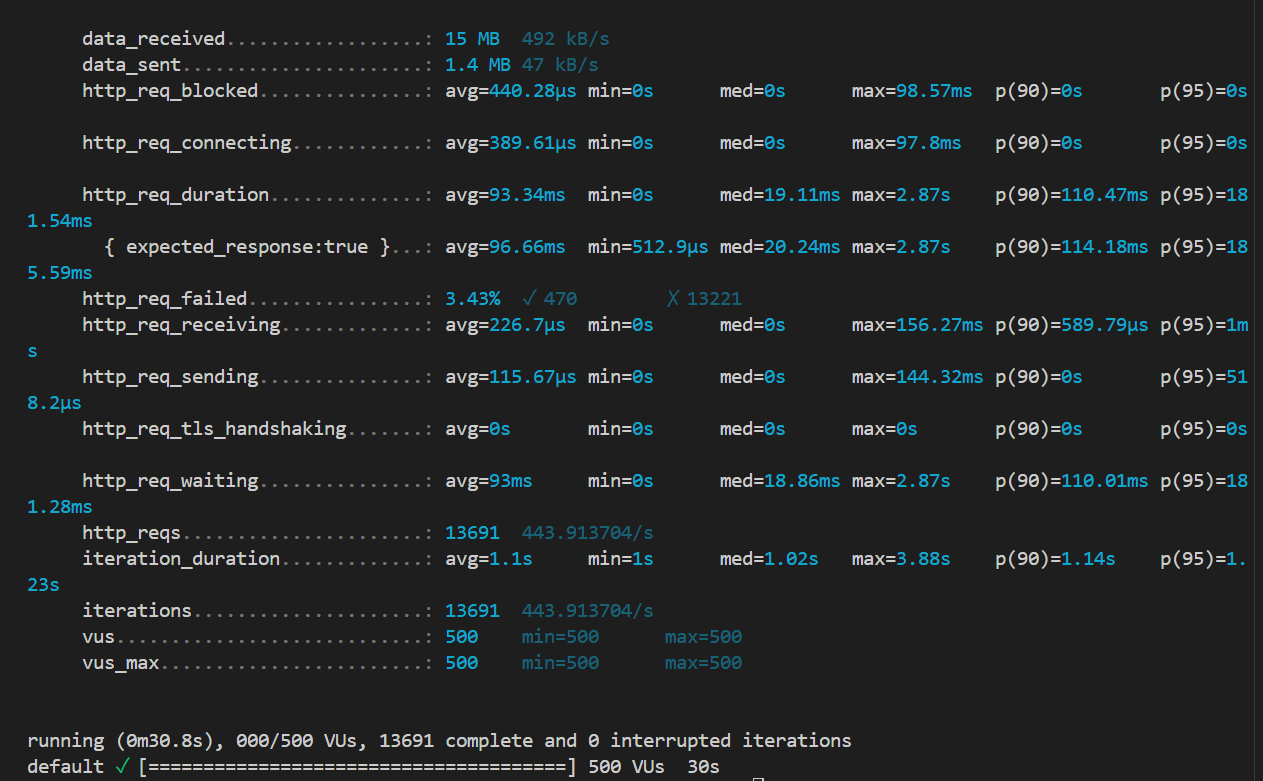 data_received..................: 15 MB  492 kB/s
data_sent......................: 1.4 MB 47 kB/s
http_req_blocked...............: avg=440.28µs min=0s      med=0s      max=98.57ms  p(90)=0s       p(95)=0s
http_req_connecting............: avg=389.61µs min=0s      med=0s      max=97.8ms   p(90)=0s       p(95)=0s
http_req_duration..............: avg=93.34ms  min=0s      med=19.11ms max=2.87s    p(90)=110.47ms p(95)=18
1.54ms
{ expected_response:true }...: avg=96.66ms  min=512.9µs med=20.24ms max=2.87s    p(90)=114.18ms p(95)=18
5.59ms
http_req_failed................: 3.43%  ✓ 470         ✗ 13221
http_req_receiving.............: avg=226.7µs  min=0s      med=0s      max=156.27ms p(90)=589.79µs p(95)=1m
s
http_req_sending...............: avg=115.67µs min=0s      med=0s      max=144.32ms p(90)=0s       p(95)=51
8.2µs
http_req_tls_handshaking.......: avg=0s       min=0s      med=0s      max=0s       p(90)=0s       p(95)=0s
http_req_waiting...............: avg=93ms     min=0s      med=18.86ms max=2.87s    p(90)=110.01ms p(95)=18
1.28ms
http_reqs......................: 13691  443.913704/s
iteration_duration.............: avg=1.1s     min=1s      med=1.02s   max=3.88s    p(90)=1.14s    p(95)=1.
23s
iterations.....................: 13691  443.913704/s
vus............................: 500    min=500      max=500
vus_max........................: 500    min=500      max=500
running (0m30.8s), 000/500 VUs, 13691 complete and 0 interrupted iterations
default ✓ [======================================] 500 VUs  30s